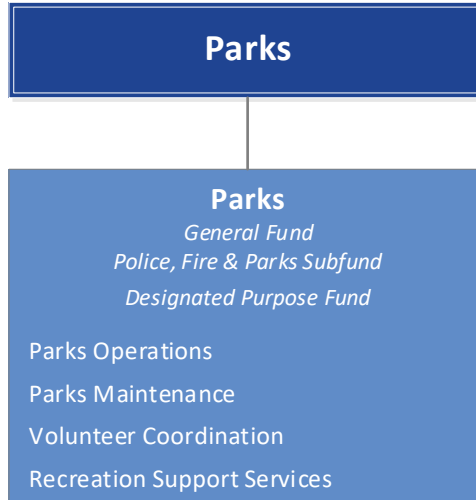 Parks
Parks
General Fund
Police, Fire & Parks Subfund
Designated Purpose Fund
Parks Operations
Parks Maintenance
Volunteer Coordination
Recreation Support Services